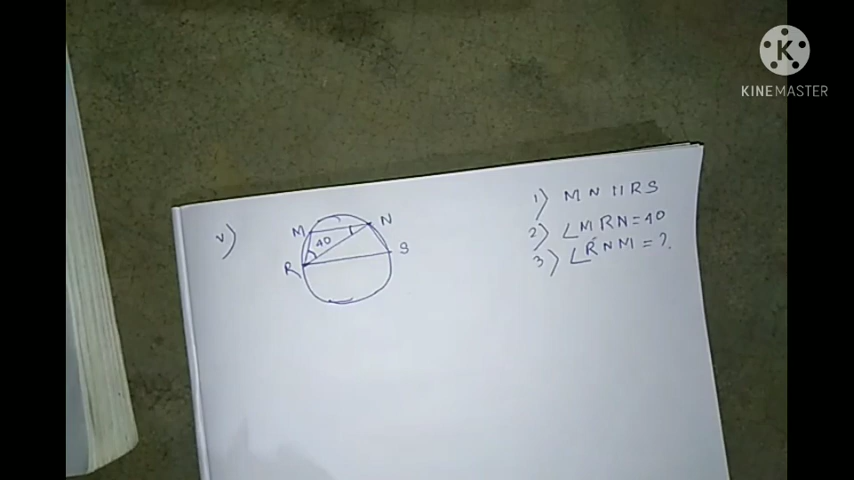 K
KINEMASTER
1) MN || RS
2) ∠MRN = 40
3) ∠RNM = ?
v)
M
N
40
R
S